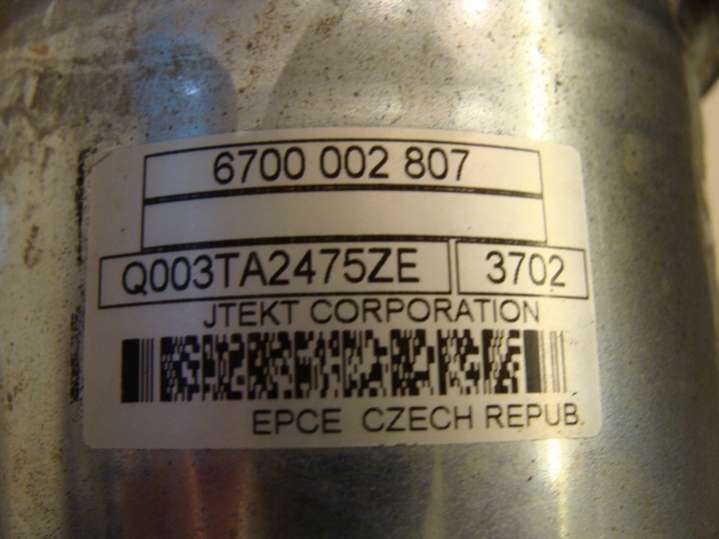 6700 002 807
Q003TA2475ZE 3702
JTEKT CORPORATION
EPCE CZECH REPUB.